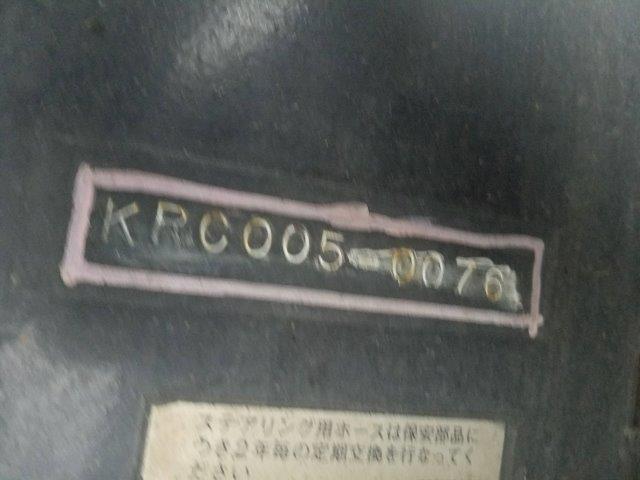 KRC005-0076
ステアリング用ホースは保安部品に
つき2年毎の定期交換を行なってく
ださい